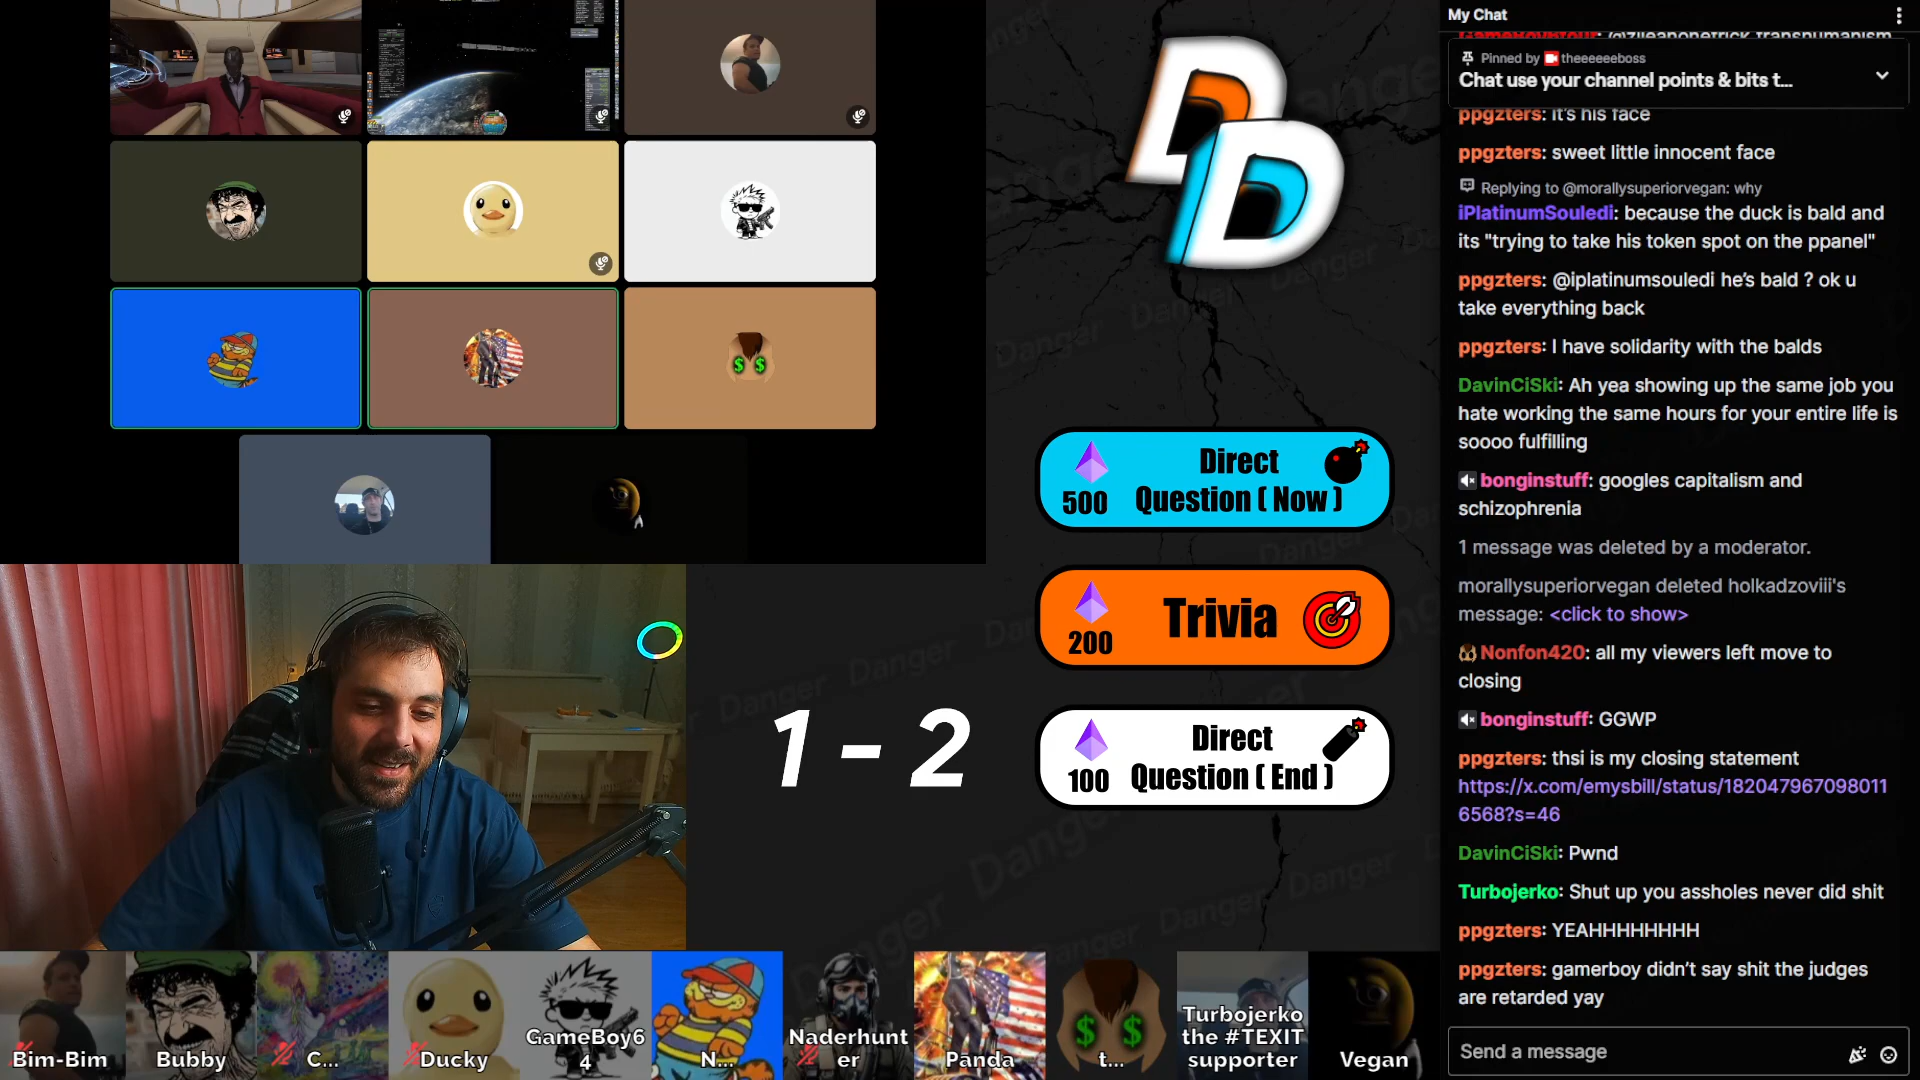 My Chat
Pinned by theeeeeboss
Chat use your channel points & bits t...
ppgzters: it's his face
ppgzters: sweet little innocent face
Replying to @morallysuperiorvegan: why
iPlatinumSouledi: because the duck is bald and
its "trying to take his token spot on the ppanel"
ppgzters: @iplatinumsouledi he's bald ? ok u
take everything back
ppgzters: I have solidarity with the balds
DavinCiSki: Ah yea showing up the same job you
hate working the same hours for your entire life is
soooo fulfilling
bonginstuff: googles capitalism and
schizophrenia
1 message was deleted by a moderator.
morallysuperiorvegan deleted holkadzoviii's
message: <click to show>
Nonfon420: all my viewers left move to
closing
bonginstuff: GGWP
ppgzters: thsi is my closing statement
https://x.com/emysbill/status/182047967098011
6568?s=46
DavinCiSki: Pwnd
Turbojerko: Shut up you assholes never did shit
ppgzters: YEAHHHHHHHH
ppgzters: gamerboy didn't say shit the judges
are retarded yay
Send a message
DD
500
Direct
Question ( Now )
200
Trivia
100
Direct
Question ( End )
1 - 2
Danger Danger Danger
Bim-Bim
Bubby
C...
Ducky
GameBoy6
4
N...
Naderhunt
er
Panda
t...
Turbojerko
the #TEXIT
supporter
Vegan